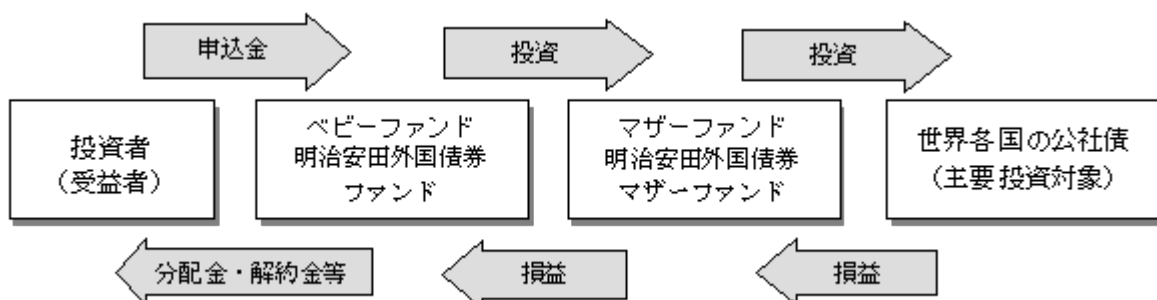 申込金
投資
投資
投資者
（受益者）
ベビーファンド
明治安田外国債券
ファンド
マザーファンド
明治安田外国債券
マザーファンド
世界各国の公社債
（主要投資対象）
分配金・解約金等
損益
損益